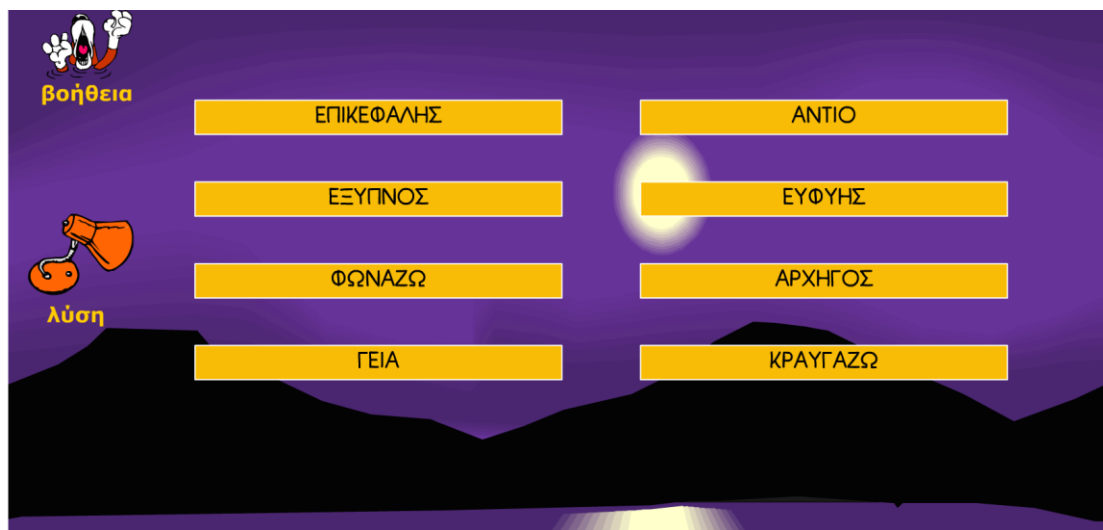 βοήθεια
ΕΠΙΚΕΦΑΛΗΣ
ΑΝΤΙΟ
ΕΞΥΠΝΟΣ
ΕΥΦΥΗΣ
ΦΩΝΑΖΩ
ΑΡΧΗΓΟΣ
λύση
ΓΕΙΑ
ΚΡΑΥΓΑΖΩ